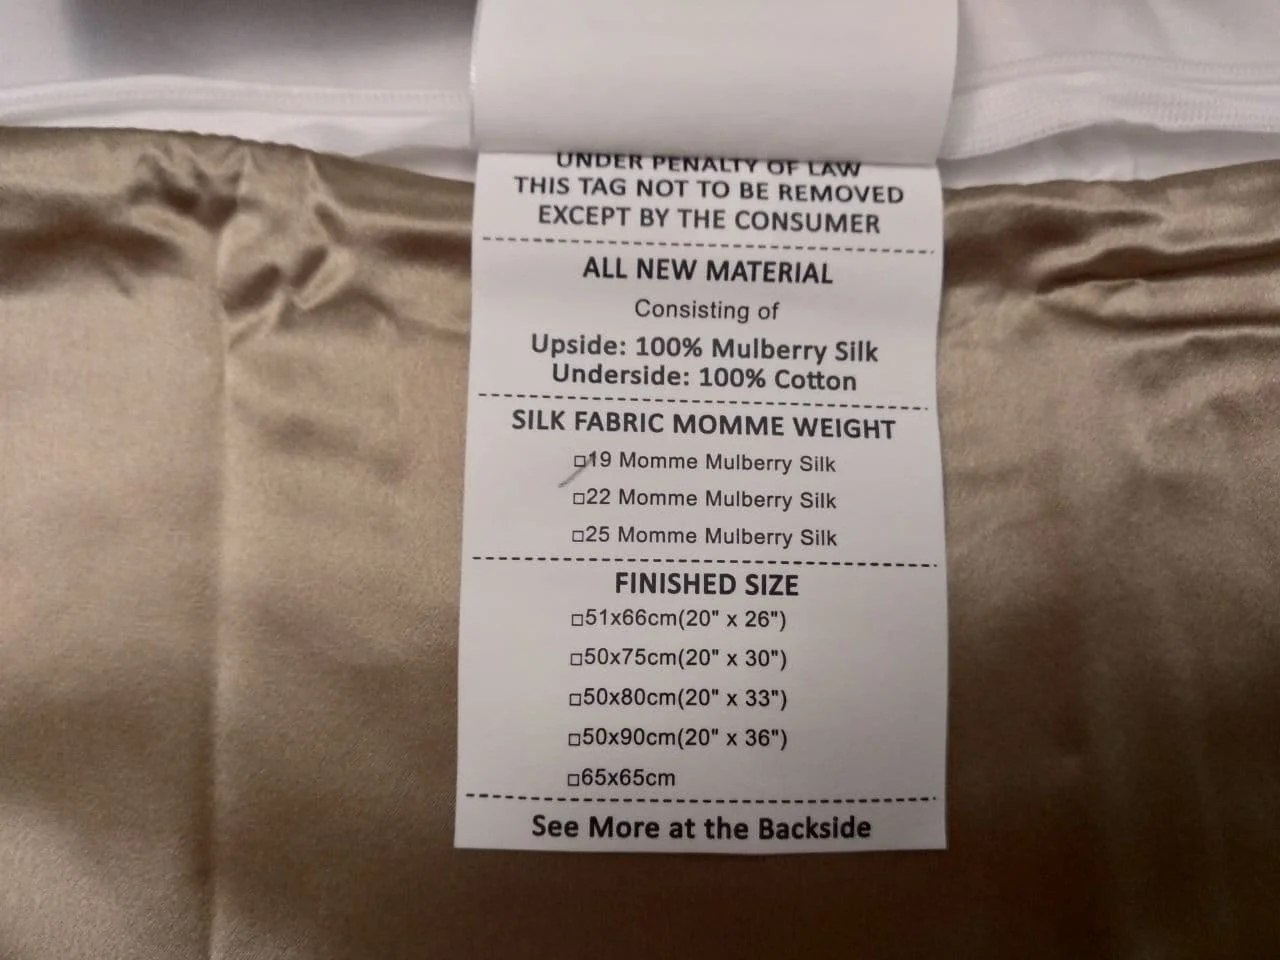 UNDER PENALTY OF LAW
THIS TAG NOT TO BE REMOVED
EXCEPT BY THE CONSUMER
ALL NEW MATERIAL
Consisting of
Upside: 100% Mulberry Silk
Underside: 100% Cotton
SILK FABRIC MOMME WEIGHT
□19 Momme Mulberry Silk
□22 Momme Mulberry Silk
□25 Momme Mulberry Silk
FINISHED SIZE
□51x66cm(20" x 26")
□50x75cm(20" x 30")
□50x80cm(20" x 33")
□50x90cm(20" x 36")
□65x65cm
See More at the Backside